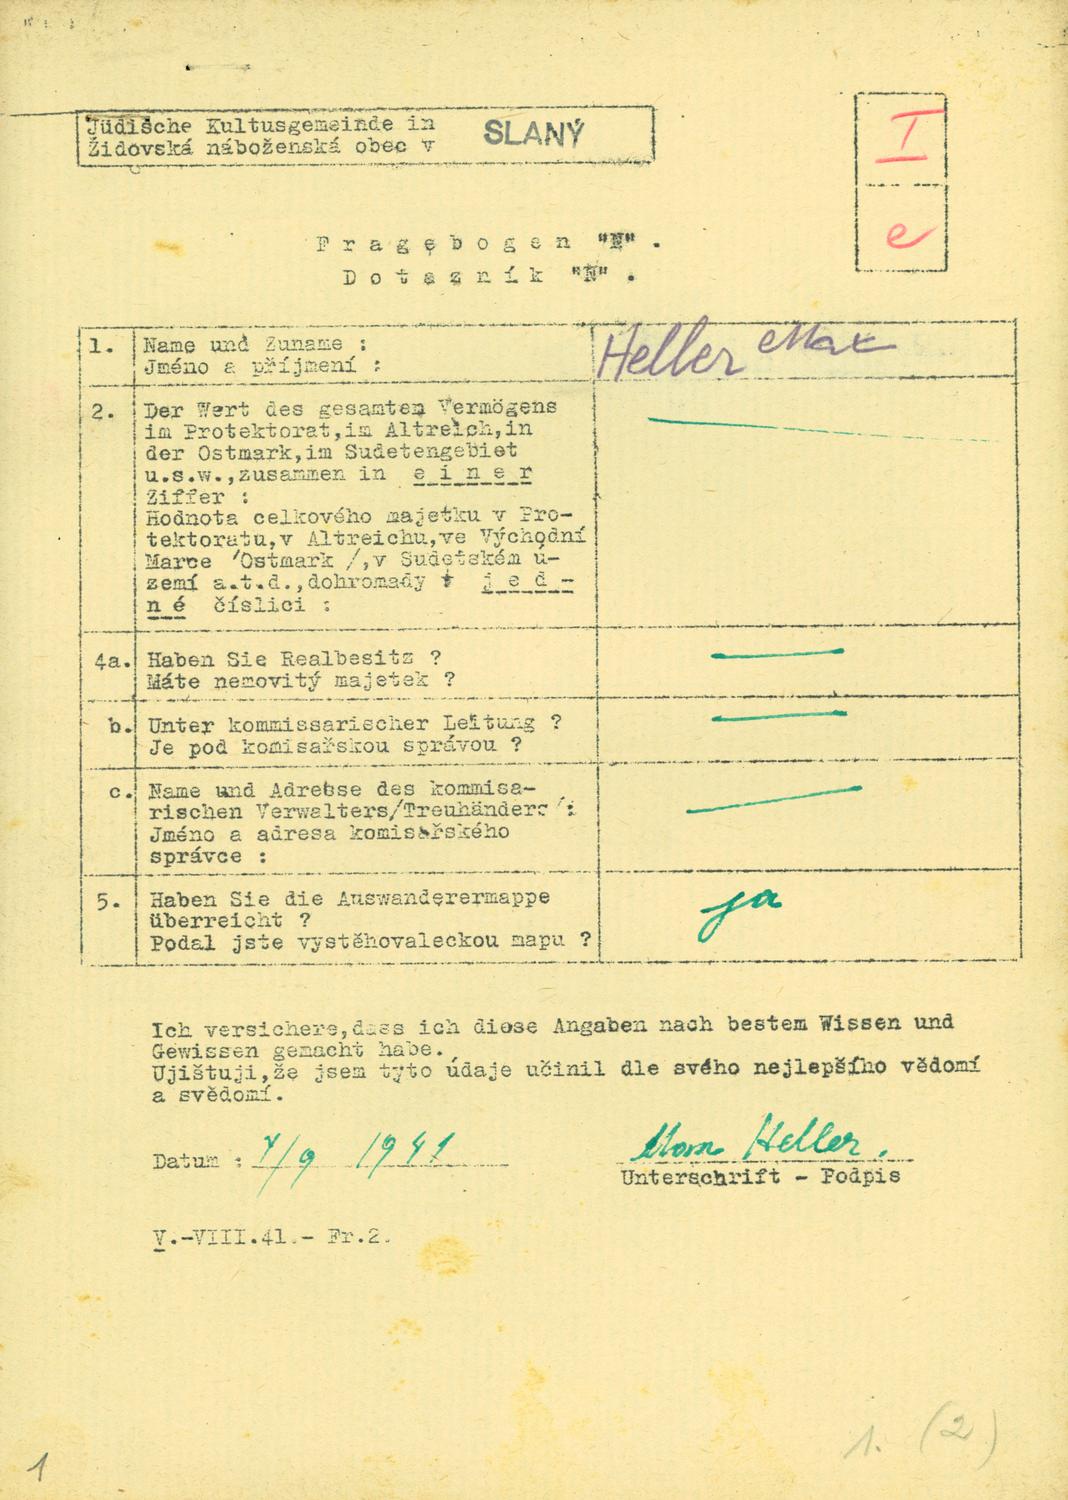 Jüdische Kultusgemeinde in
Židovská náboženská obec v
SLANÝ
I
e
Fragebogen "N".
Dotazník "N".
1. Name und Zuname :
Jméno a příjmení :
Heller Max
2. Der Wert des gesamten Vermögens
im Protektorat,im Altreich,in
der Ostmark,im Sudetengebiet
u.s.w.,zusammen in einer
Ziffer :
Hodnota celkového majetku v Pro-
tektoratu,v Altreichu,ve Východní
Marce /Ostmark /,v Sudetském ú-
zemí a.t.d.,dohromady v jed-
né číslici :
4a. Haben Sie Realbesitz ?
Máte nemovitý majetek ?
b. Unter kommissarischer Leitung ?
Je pod komisařskou správou ?
c. Name und Adresse des kommisa-
rischen Verwalters/Treuhänders/:
Jméno a adresa komisařského
správce :
5. Haben Sie die Auswanderermappe
überreicht ?
Podal jste vystěhovaleckou mapu ?
ja
Ich versichere,dass ich diese Angaben nach bestem Wissen und
Gewissen gemacht habe.
Ujištuji,že jsem tyto údaje učinil dle svého nejlepšího vědomí
a svědomí.
Datum : 7/9 1941
Heller.
Unterschrift - Podpis
V.-VIII.41.- Fr.2.
1. (2)
1